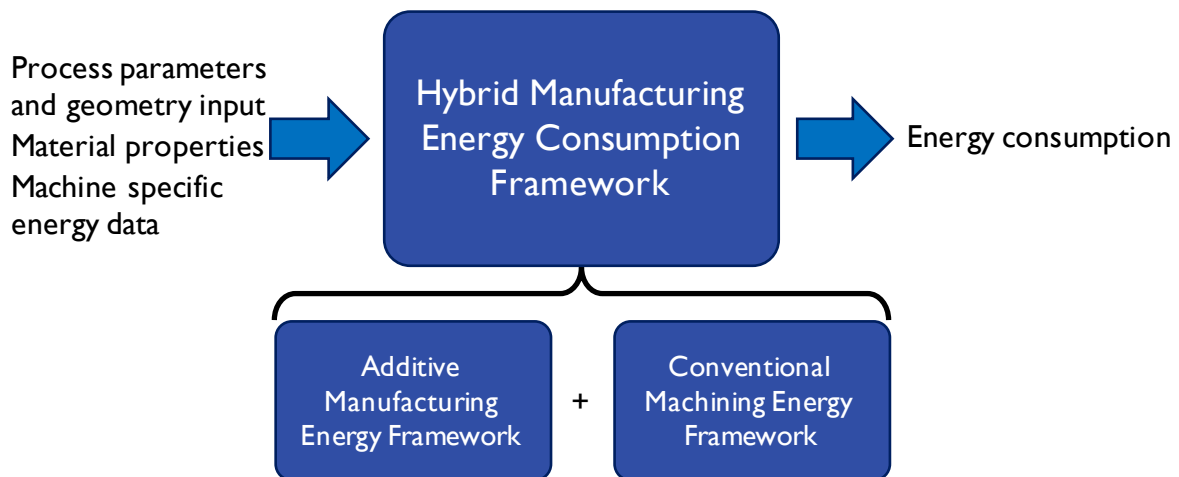 Process parameters
and geometry input
Material properties
Machine specific
energy data
Hybrid Manufacturing
Energy Consumption
Framework
Energy consumption
Additive
Manufacturing
Energy Framework
+
Conventional
Machining Energy
Framework